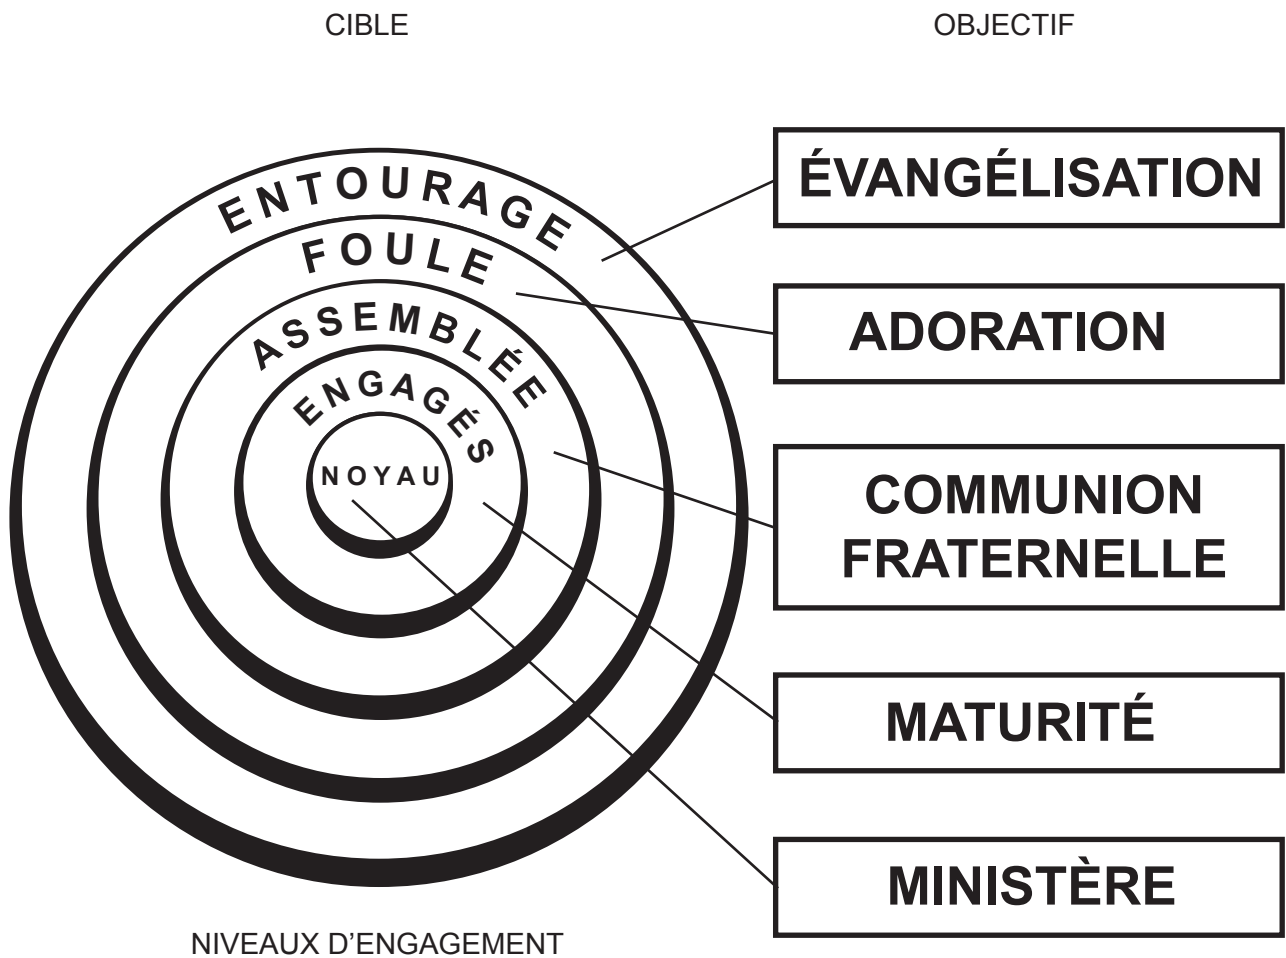 CIBLE
OBJECTIF
ENTOURAGE
FOULE
ASSEMBLÉE
ENGAGÉS
NOYAU
ÉVANGÉLISATION
ADORATION
COMMUNION
FRATERNELLE
MATURITÉ
MINISTÈRE
NIVEAUX D’ENGAGEMENT